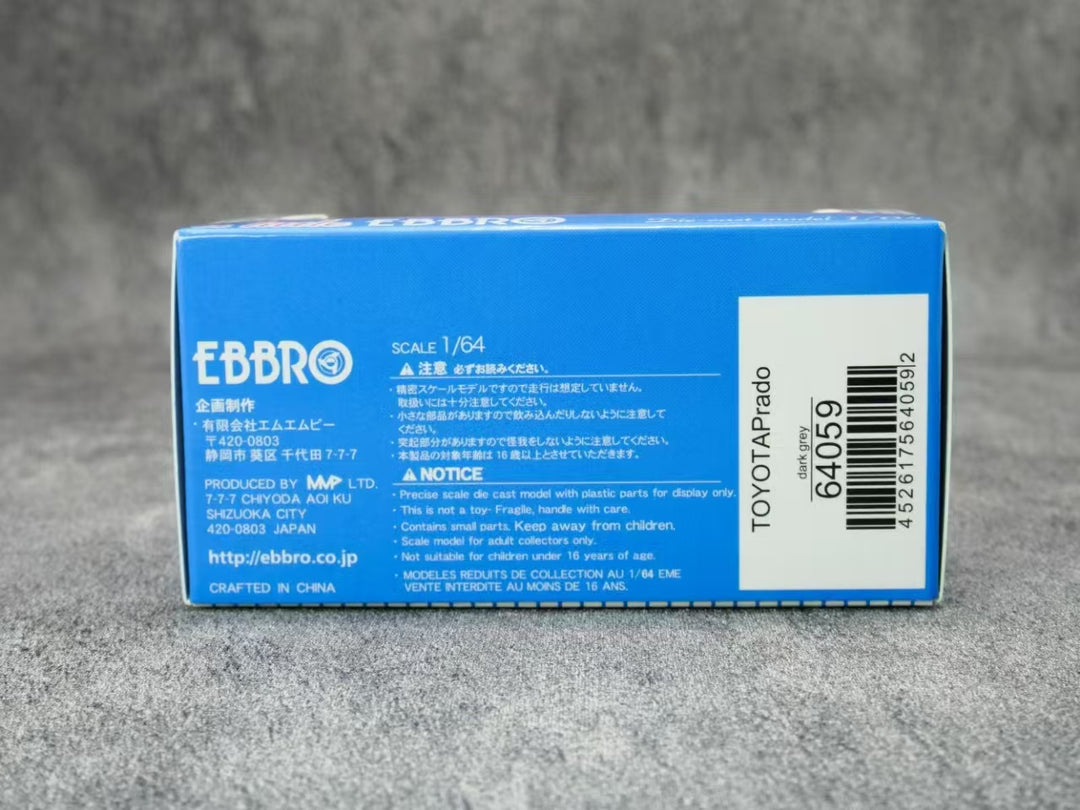 EBBRO
Die-cast model 1/64
EBBRO
企画制作
・有限会社エムエムピー
〒420-0803
静岡市 葵区 千代田 7-7-7
PRODUCED BY MMP LTD.
7-7-7 CHIYODA AOI KU
SHIZUOKA CITY
420-0803 JAPAN
http://ebbro.co.jp
CRAFTED IN CHINA
SCALE 1/64
注意 必ずお読みください。
・精密スケールモデルですので走行は想定していません。
取扱いには十分注意してください。
・小さな部品がありますので飲み込んだりしないように注意して
ください。
・突起部分がありますので怪我をしないように注意してください。
・本製品の対象年齢は16歳以上とさせていただきます。
NOTICE
・Precise scale die cast model with plastic parts for display only.
・This is not a toy- Fragile, handle with care.
・Contains small parts. Keep away from children.
・Scale model for adult collectors only.
・Not suitable for children under 16 years of age.
・MODELES REDUITS DE COLLECTION AU 1/64 EME
VENTE INTERDITE AU MOINS DE 16 ANS.
TOYOTAPrado
dark grey
64059
4526175640592